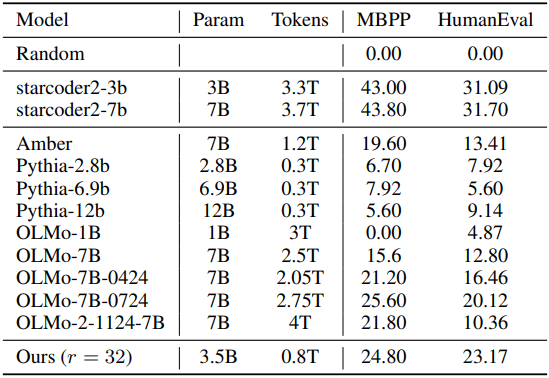 Model Param Tokens MBPP HumanEval
Random 0.00 0.00
starcoder2-3b 3B 3.3T 43.00 31.09
starcoder2-7b 7B 3.7T 43.80 31.70
Amber 7B 1.2T 19.60 13.41
Pythia-2.8b 2.8B 0.3T 6.70 7.92
Pythia-6.9b 6.9B 0.3T 7.92 5.60
Pythia-12b 12B 0.3T 5.60 9.14
OLMo-1B 1B 3T 0.00 4.87
OLMo-7B 7B 2.5T 15.6 12.80
OLMo-7B-0424 7B 2.05T 21.20 16.46
OLMo-7B-0724 7B 2.75T 25.60 20.12
OLMo-2-1124-7B 7B 4T 21.80 10.36
Ours (r = 32) 3.5B 0.8T 24.80 23.17